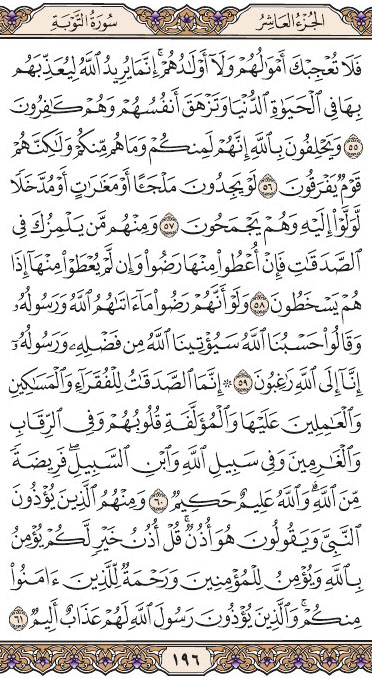 الجُزْءُ العَاشِرُ سُورَةُ التَّوْبَةِ
فَلَا تُعْجِبْكَ أَمْوَٰلُهُمْ وَلَآ أَوْلَٰدُهُمْ ۚ إِنَّمَا يُرِيدُ ٱللَّهُ لِيُعَذِّبَهُم
بِهَا فِى ٱلْحَيَوٰةِ ٱلدُّنْيَا وَتَزْهَقَ أَنفُسُهُمْ وَهُمْ كَٰفِرُونَ
٥٥ وَيَحْلِفُونَ بِٱللَّهِ إِنَّهُمْ لَمِنكُمْ وَمَا هُم مِّنكُمْ وَلَٰكِنَّهُمْ
قَوْمٌ يَفْرَقُونَ ٥٦ لَوْ يَجِدُونَ مَلْجَـًٔا أَوْ مَغَٰرَٰتٍ أَوْ مُدَّخَلًا
لَّوَلَّوْا۟ إِلَيْهِ وَهُمْ يَجْمَحُونَ ٥٧ وَمِنْهُم مَّن يَلْمِزُكَ فِى
ٱلصَّدَقَٰتِ فَإِنْ أُعْطُوا۟ مِنْهَا رَضُوا۟ وَإِن لَّمْ يُعْطَوْا۟ مِنْهَآ إِذَا
هُمْ يَسْخَطُونَ ٥٨ وَلَوْ أَنَّهُمْ رَضُوا۟ مَآ ءَاتَىٰهُمُ ٱللَّهُ وَرَسُولُهُۥ
وَقَالُوا۟ حَسْبُنَا ٱللَّهُ سَيُؤْتِينَا ٱللَّهُ مِن فَضْلِهِۦ وَرَسُولُهُۥٓ
إِنَّآ إِلَى ٱللَّهِ رَٰغِبُونَ ٥٩ ۞ إِنَّمَا ٱلصَّدَقَٰتُ لِلْفُقَرَآءِ وَٱلْمَسَٰكِينِ
وَٱلْعَٰمِلِينَ عَلَيْهَا وَٱلْمُؤَلَّفَةِ قُلُوبُهُمْ وَفِى ٱلرِّقَابِ
وَٱلْغَٰرِمِينَ وَفِى سَبِيلِ ٱللَّهِ وَٱبْنِ ٱلسَّبِيلِ ۖ فَرِيضَةً
مِّنَ ٱللَّهِ ۗ وَٱللَّهُ عَلِيمٌ حَكِيمٌ ٦٠ وَمِنْهُمُ ٱلَّذِينَ يُؤْذُونَ
ٱلنَّبِىَّ وَيَقُولُونَ هُوَ أُذُنٌ ۚ قُلْ أُذُنُ خَيْرٍ لَّكُمْ يُؤْمِنُ
بِٱللَّهِ وَيُؤْمِنُ لِلْمُؤْمِنِينَ وَرَحْمَةٌ لِّلَّذِينَ ءَامَنُوا۟
مِنكُمْ ۚ وَٱلَّذِينَ يُؤْذُونَ رَسُولَ ٱللَّهِ لَهُمْ عَذَابٌ أَلِيمٌ ٦١
١٩٦